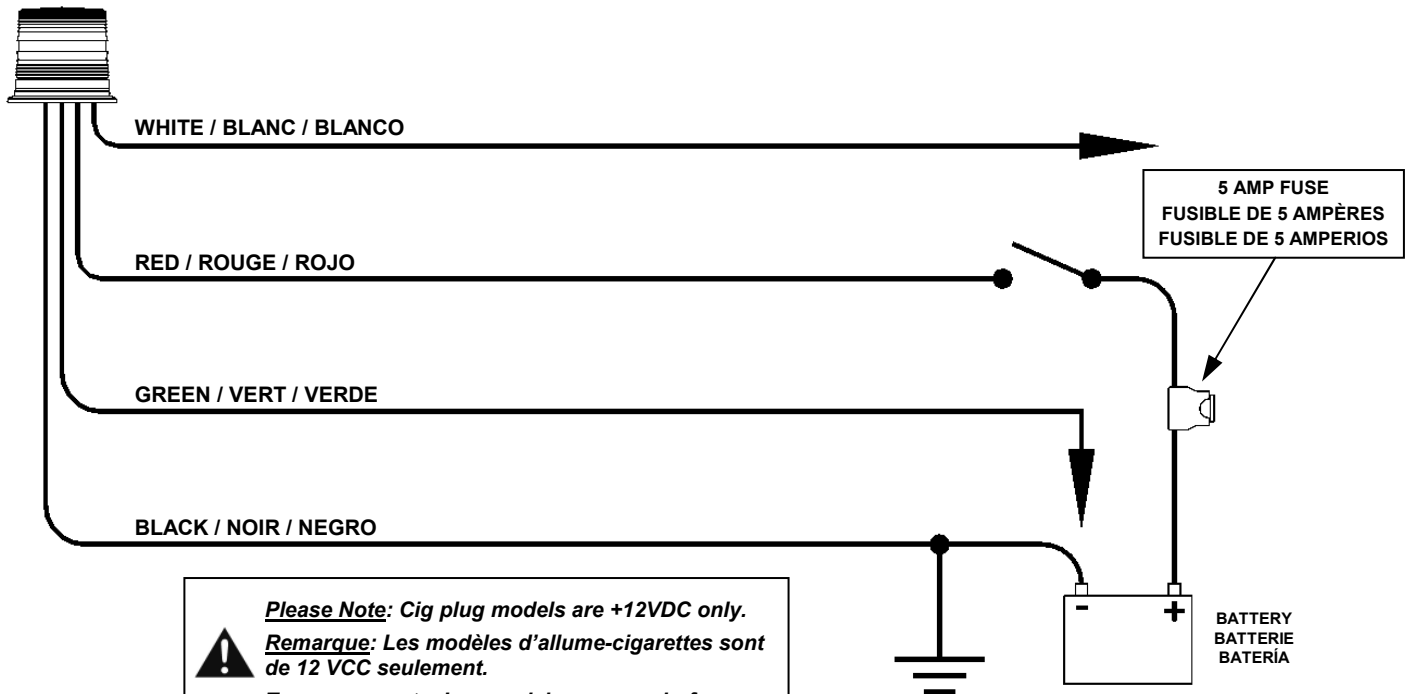 WHITE / BLANC / BLANCO
5 AMP FUSE
FUSIBLE DE 5 AMPÈRES
FUSIBLE DE 5 AMPERIOS
RED / ROUGE / ROJO
GREEN / VERT / VERDE
BLACK / NOIR / NEGRO
Please Note: Cig plug models are +12VDC only.
Remarque: Les modèles d'allume-cigarettes sont
de 12 VCC seulement.
- +
BATTERY
BATTERIE
BATERÍA